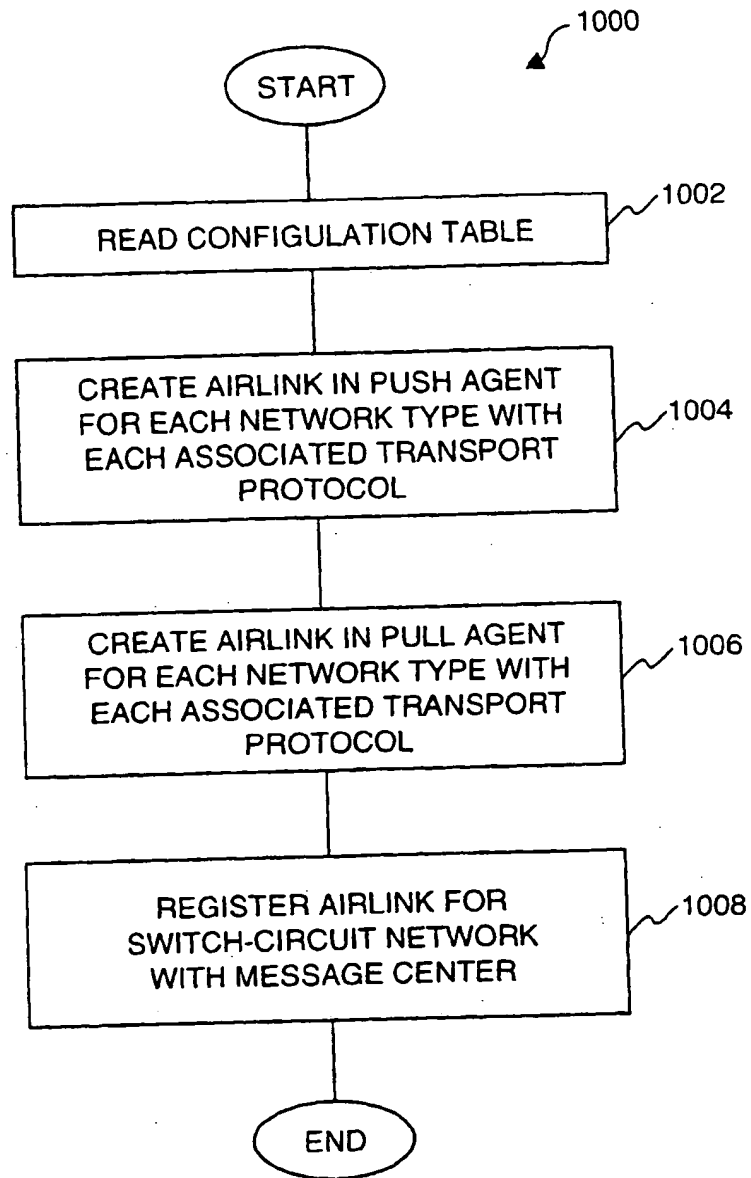 1000
START
READ CONFIGULATION TABLE
1002
CREATE AIRLINK IN PUSH AGENT
FOR EACH NETWORK TYPE WITH
EACH ASSOCIATED TRANSPORT
PROTOCOL
1004
CREATE AIRLINK IN PULL AGENT
FOR EACH NETWORK TYPE WITH
EACH ASSOCIATED TRANSPORT
PROTOCOL
1006
REGISTER AIRLINK FOR
SWITCH-CIRCUIT NETWORK
WITH MESSAGE CENTER
1008
END